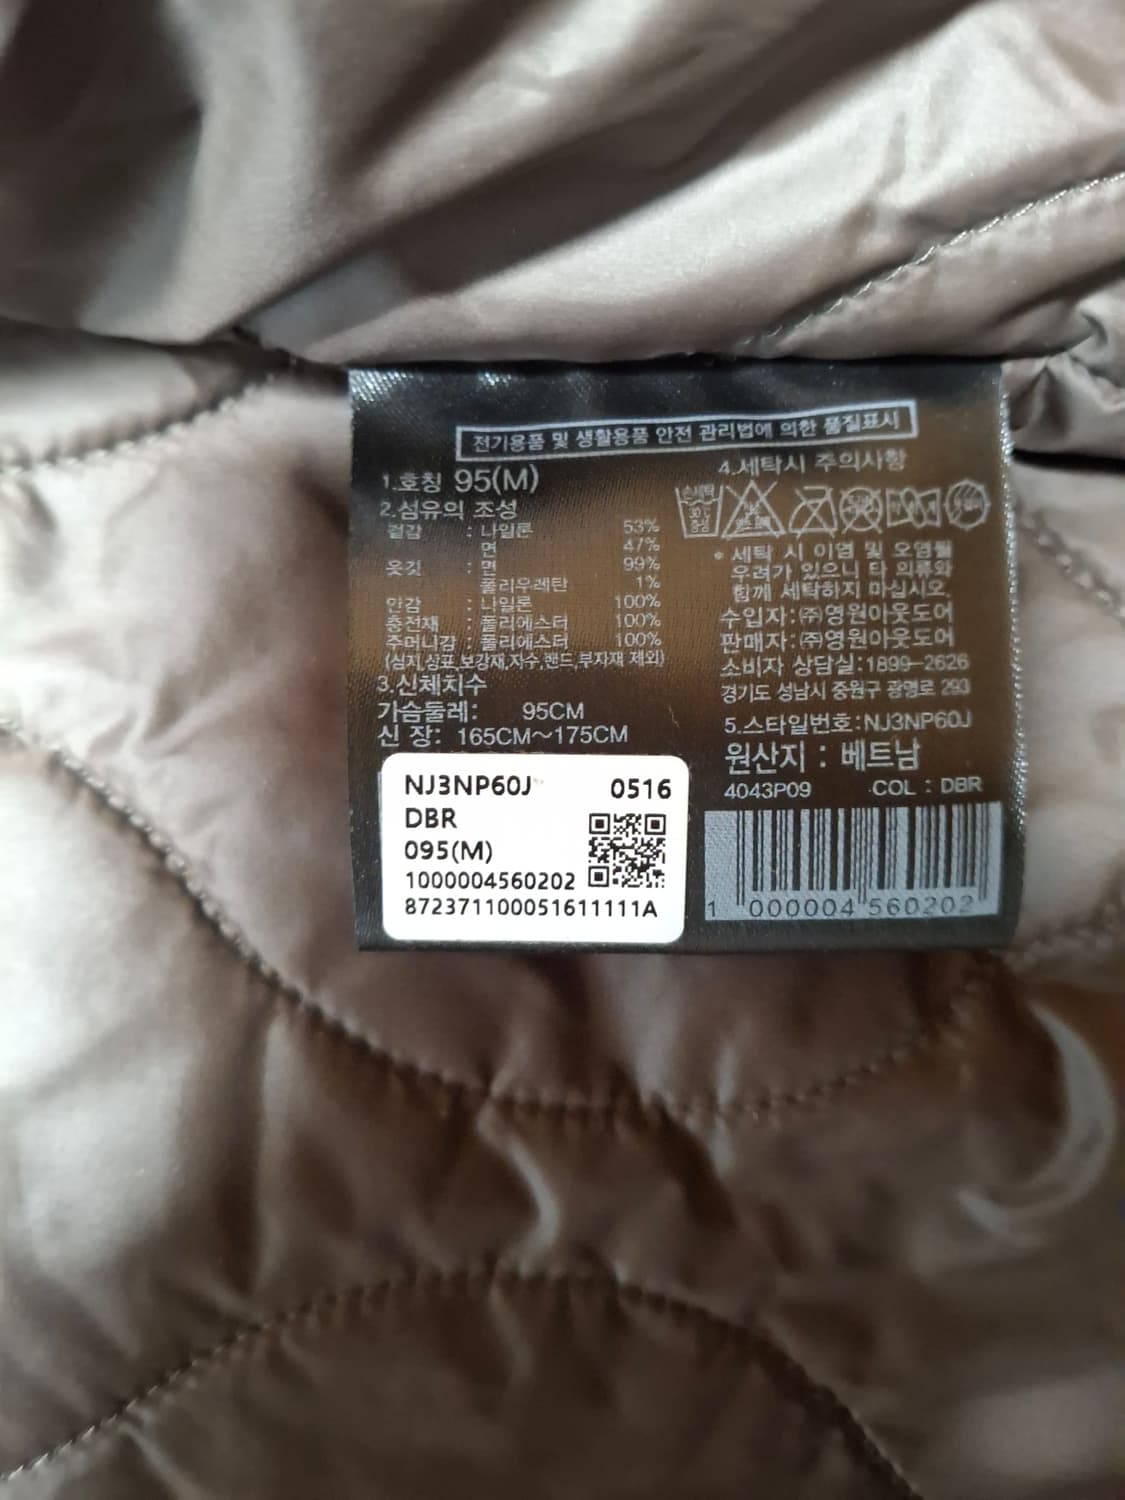 전기용품 및 생활용품 안전 관리법에 의한 품질표시
1.호칭 95(M)
2.섬유의 조성
겉감 : 나일론 53%
면 47%
옷깃 : 면 99%
폴리우레탄 1%
안감 : 나일론 100%
충전재 : 폴리에스터 100%
주머니감 : 폴리에스터 100%
(심지,상표,보강재,자수,밴드,부자재 제외)
3.신체치수
가슴둘레: 95CM
신 장: 165CM~175CM
4.세탁시 주의사항
손세탁
30℃
중성
* 세탁 시 이염 및 오염될
우려가 있으니 타 의류와
함께 세탁하지 마십시오.
수입자:㈜영원아웃도어
판매자:㈜영원아웃도어
소비자 상담실:1899-2626
경기도 성남시 중원구 광명로 293
5.스타일번호:NJ3NP60J
원산지 : 베트남
4043P09 COL : DBR
1 000004 560202
NJ3NP60J 0516
DBR
095(M)
1000004560202
872371100051611111A